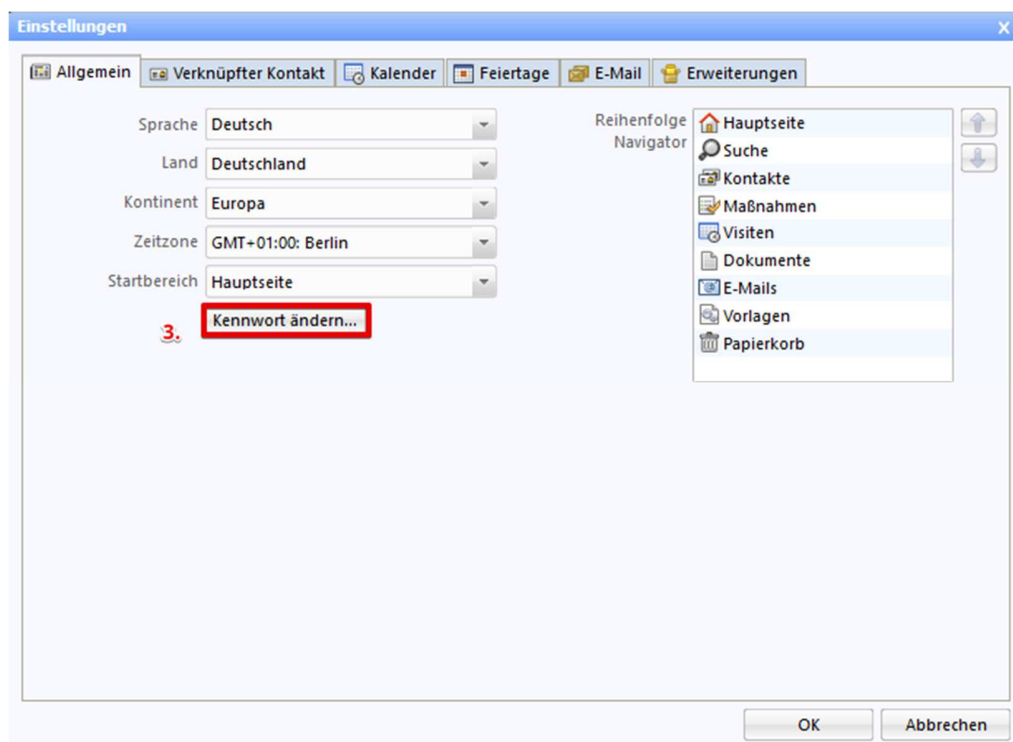 Einstellungen
x
Allgemein
Verknüpfter Kontakt
Kalender
Feiertage
E-Mail
Erweiterungen
Sprache Deutsch
Land Deutschland
Kontinent Europa
Zeitzone GMT+01:00: Berlin
Startbereich Hauptseite
3. Kennwort ändern...
Reihenfolge
Navigator
Hauptseite
Suche
Kontakte
Maßnahmen
Visiten
Dokumente
E-Mails
Vorlagen
Papierkorb
OK
Abbrechen